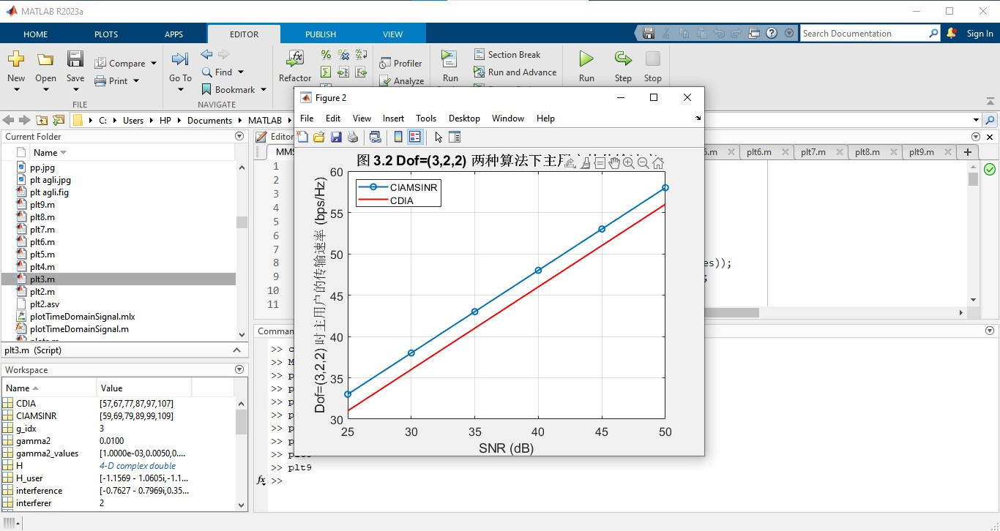 MATLAB R2023a
HOME PLOTS APPS EDITOR PUBLISH VIEW
Search Documentation
Sign In
New Open Save
Compare
Print
FILE
Go To
Find
Bookmark
NAVIGATE
Refactor
Profiler
Analyze
Run
Section Break
Run and Advance
Run Step Stop
C: Users HP Documents MATLAB
Current Folder
Name
pp.jpg
plt agli.jpg
plt agli.fig
plt9.m
plt8.m
plt7.m
plt6.m
plt5.m
plt4.m
plt3.m
plt2.m
plt2.asv
plotTimeDomainSignal.mlx
plotTimeDomainSignal.m
plt3.m (Script)
Workspace
Name Value
CDIA [57,67,77,87,97,107]
CIAMSINR [59,69,79,89,99,109]
g_idx 3
gamma2 0.0100
gamma2_values [1.0000e-03,0.0050,0....
H 4-D complex double
H_user [-1.1569 - 1.0605i,-1.1...
interference [-0.7627 - 0.7969i,0.35...
interferer 2
Editor
MMS
5.m plt6.m plt7.m plt8.m plt9.m
1
2
3
4
5
6
7
8
9
10
11
es));
;
Comman
>> c
>> M
>> p
>> p
>> p
>> p
>> p
>> p
>> plt9
fx >>
Figure 2
File Edit View Insert Tools Desktop Window Help
图 3.2 Dof=(3,2,2) 两种算法下主用
CIAMSINR
CDIA
Dof=(3,2,2) 时主用户的传输速率 (bps/Hz)
60
55
50
45
40
35
30
25 30 35 40 45 50
SNR (dB)